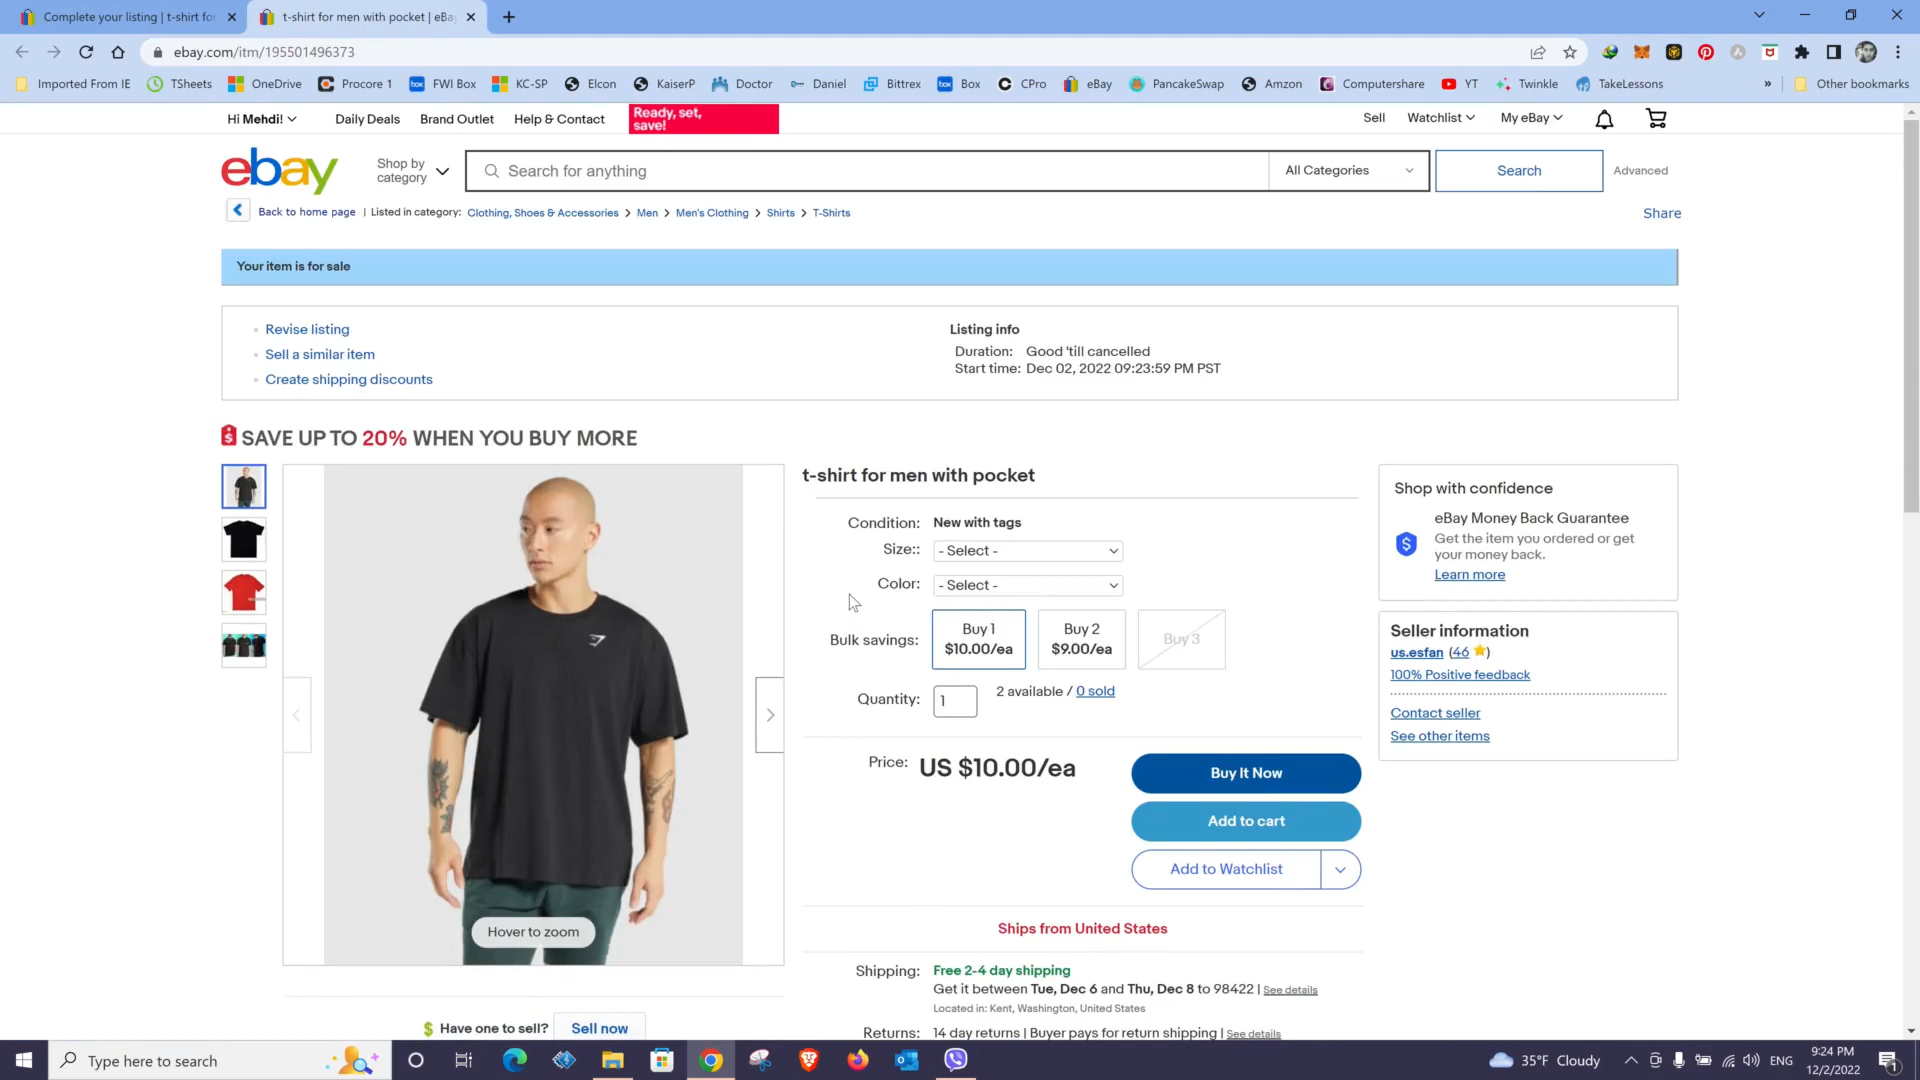 Complete your listing | t-shirt fo
t-shirt for men with pocket | eBa
ebay.com/itm/195501496373
Imported From IE
TSheets
OneDrive
Procore 1
box
FWI Box
KC-SP
Elcon
KaiserP
Doctor
Daniel
Bittrex
box
Box
CPro
eBay
PancakeSwap
Amzon
Computershare
YT
Twinkle
TakeLessons
»
Other bookmarks
Hi Mehdi!
Daily Deals
Brand Outlet
Help & Contact
Ready, set,
save!
Sell
Watchlist
My eBay
ebay
Shop by
category
Search for anything
All Categories
Search
Advanced
Back to home page | Listed in category: Clothing, Shoes & Accessories > Men > Men's Clothing > Shirts > T-Shirts
Share
Your item is for sale
Revise listing
Sell a similar item
Create shipping discounts
Listing info
Duration: Good 'till cancelled
Start time: Dec 02, 2022 09:23:59 PM PST
$ SAVE UP TO 20% WHEN YOU BUY MORE
Hover to zoom
$ Have one to sell? Sell now
t-shirt for men with pocket
Condition: New with tags
Size:: - Select -
Color: - Select -
Bulk savings:
Buy 1
$10.00/ea
Buy 2
$9.00/ea
Buy 3
Quantity: 1
2 available / 0 sold
Price: US $10.00/ea
Buy It Now
Add to cart
Add to Watchlist
Ships from United States
Shipping: Free 2-4 day shipping
Get it between Tue, Dec 6 and Thu, Dec 8 to 98422 | See details
Located in: Kent, Washington, United States
Returns: 14 day returns | Buyer pays for return shipping | See details
Shop with confidence
$
eBay Money Back Guarantee
Get the item you ordered or get
your money back.
Learn more
Seller information
us.esfan (46)
100% Positive feedback
Contact seller
See other items
Type here to search
35°F Cloudy
ENG
9:24 PM
12/2/2022
1